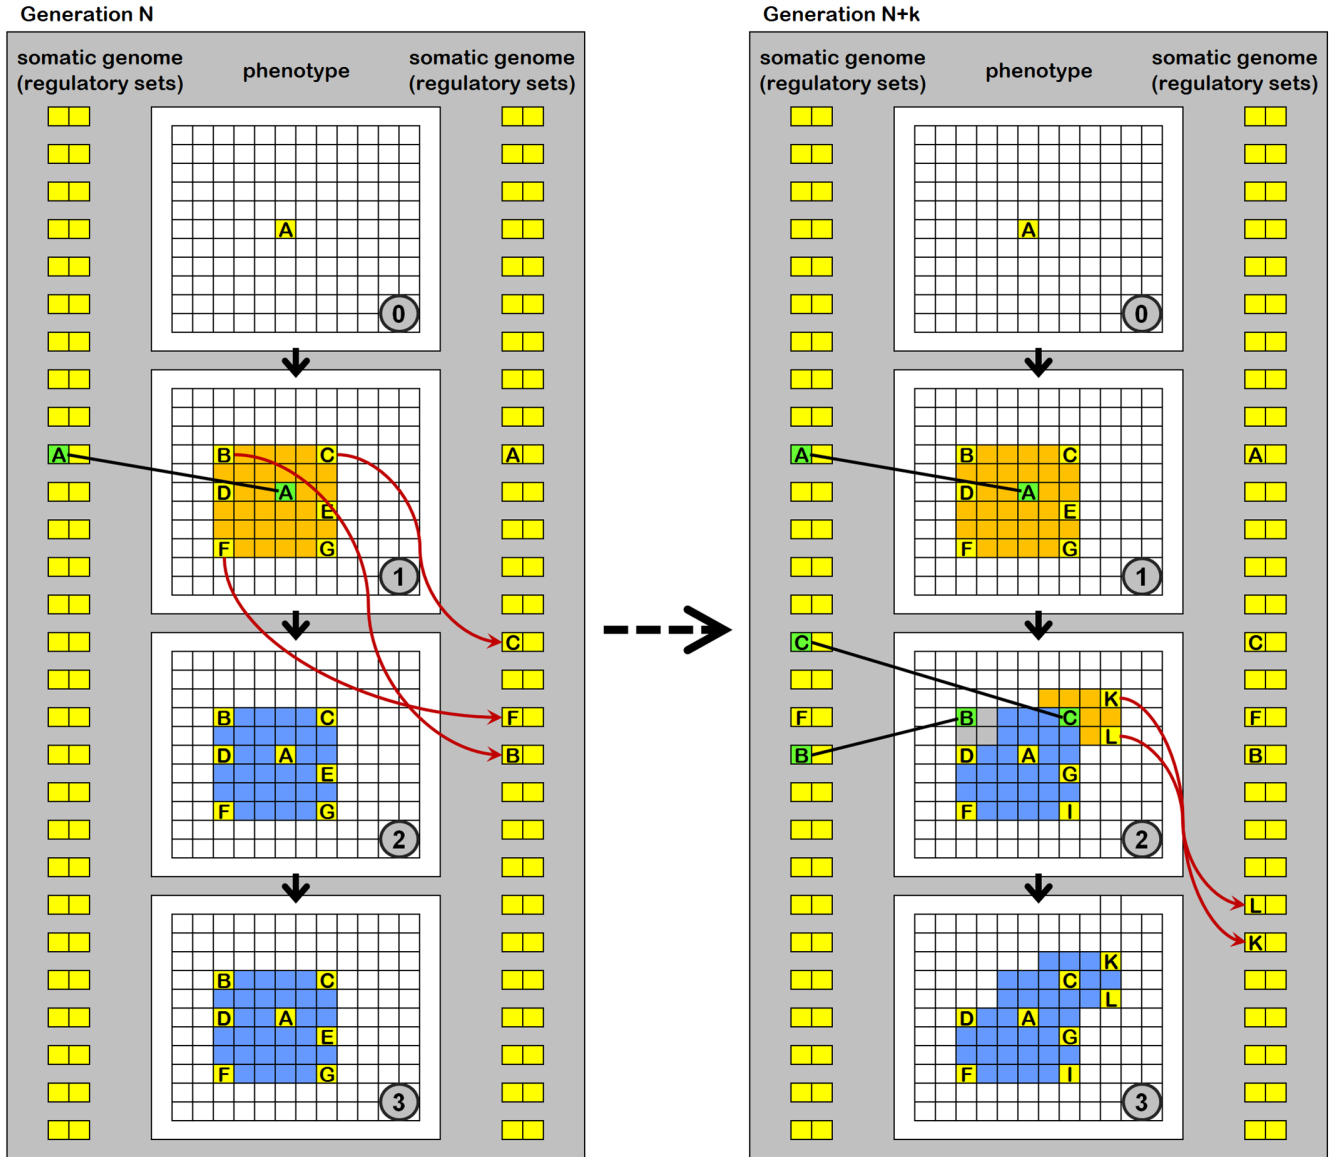 Generation N
somatic genome
(regulatory sets)
phenotype
somatic genome
(regulatory sets)
A
0
A
B
C
A
D
A
E
F
G
1
C
B
C
F
D
A
B
E
F
G
2
B
C
D
A
E
F
G
3
Generation N+k
somatic genome
(regulatory sets)
phenotype
somatic genome
(regulatory sets)
A
0
A
B
C
A
D
A
E
F
G
1
C
C
K
F
B
C
F
L
B
D
A
B
G
F
I
2
L
K
K
C
L
D
A
G
F
I
3